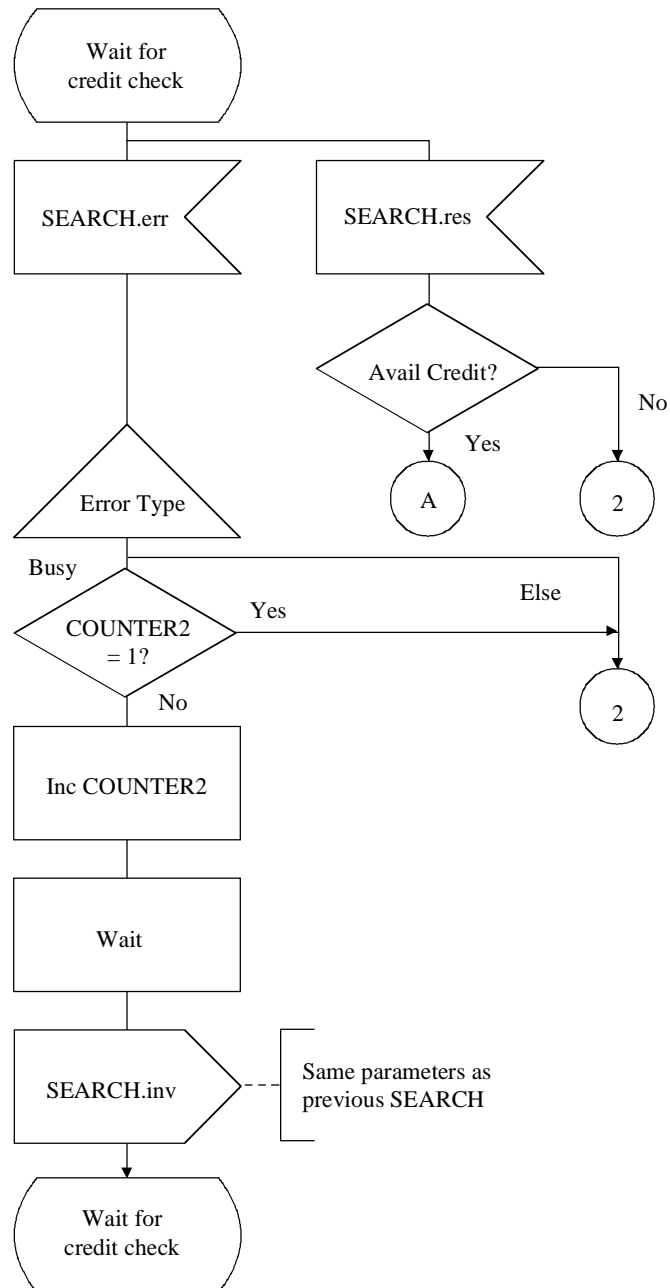 Wait for
credit check
SEARCH.err
SEARCH.res
Avail Credit?
No
Yes
A
2
Error Type
Busy
Else
COUNTER2
= 1?
Yes
No
2
Inc COUNTER2
Wait
SEARCH.inv
Same parameters as
previous SEARCH
Wait for
credit check